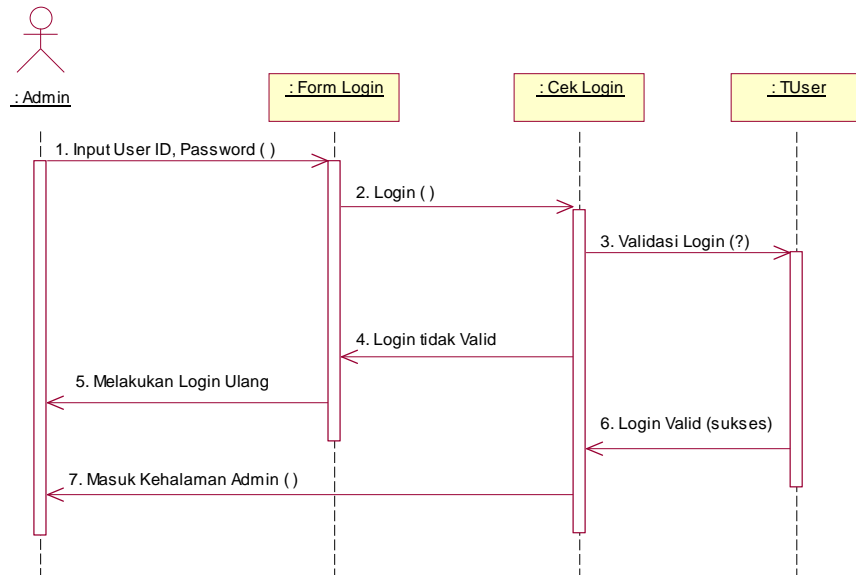 : Admin
: Form Login
: Cek Login
: TUser
1. Input User ID, Password ( )
2. Login ( )
3. Validasi Login (?)
4. Login tidak Valid
5. Melakukan Login Ulang
6. Login Valid (sukses)
7. Masuk Kehalaman Admin ( )